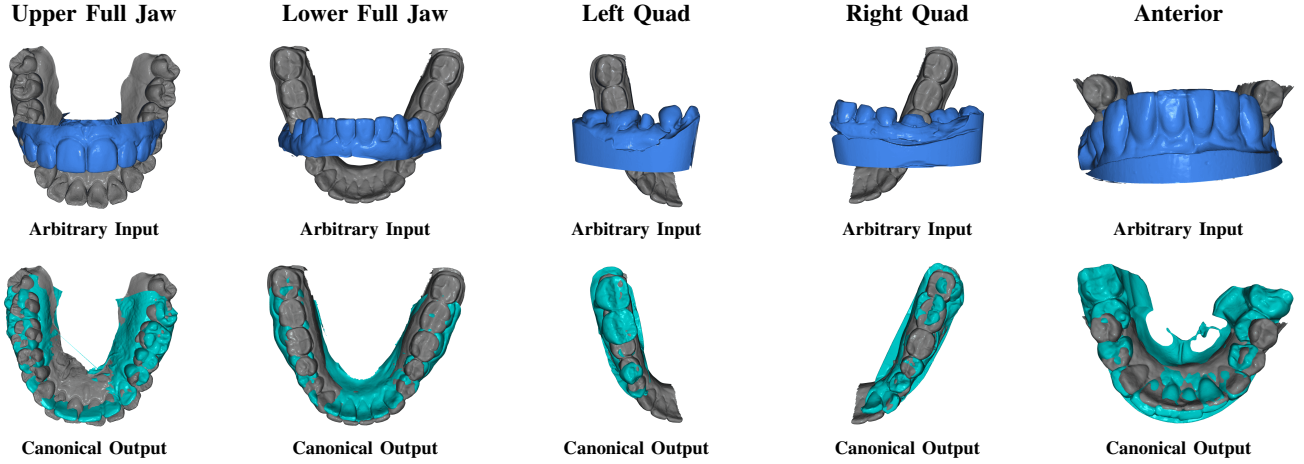 Upper Full Jaw Lower Full Jaw Left Quad Right Quad Anterior
Arbitrary Input Arbitrary Input Arbitrary Input Arbitrary Input Arbitrary Input
Canonical Output Canonical Output Canonical Output Canonical Output Canonical Output